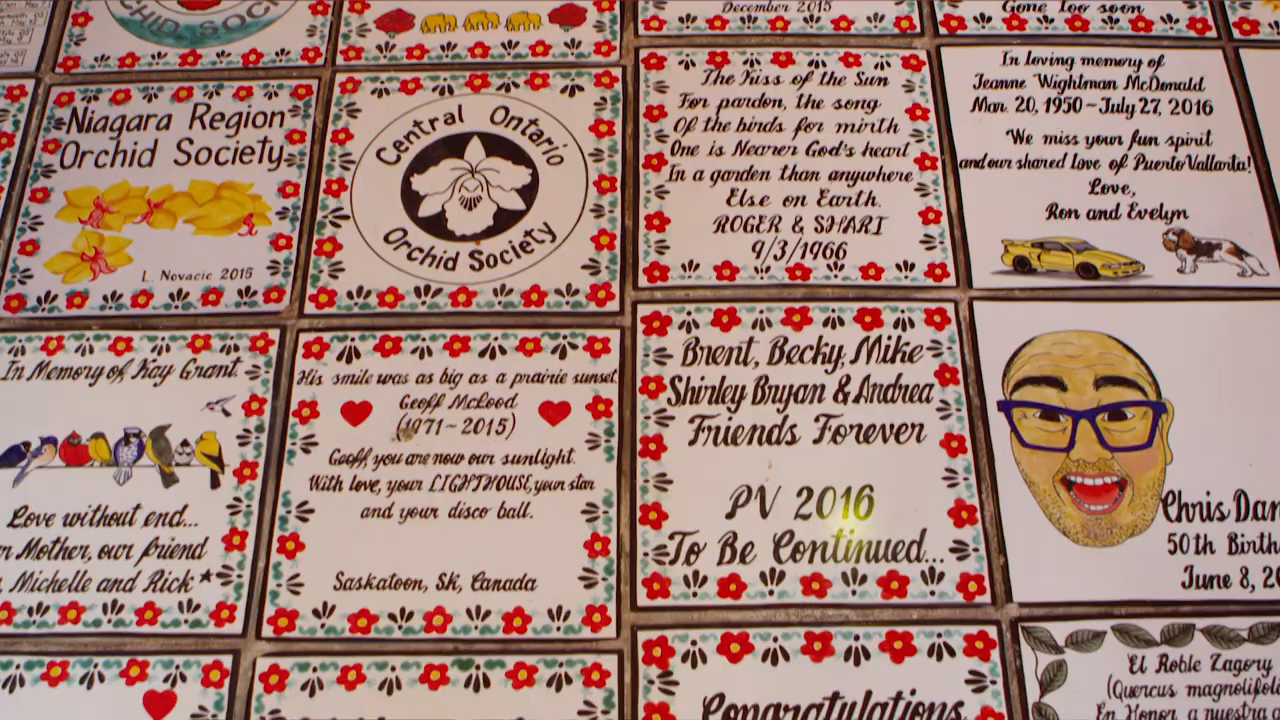 CHID SOCI
December 2015
Gone too soon
Niagara Region
Orchid Society
L. Novacic 2015
Central Ontario
Orchid Society
The Kiss of the Sun
For pardon, the song
Of the birds for mirth
One is Nearer God's heart
In a garden than anywhere
Else on Earth.
ROGER & SHARI
9/3/1966
In loving memory of
Jeanne Wightman McDonald
Mar. 20, 1950 ~ July 27, 2016
We miss your fun spirit
and our shared love of Puerto Vallarta!
Love,
Ron and Evelyn
In Memory of Kay Grant
Love without end...
Mother, our friend
Michelle and Rick*
His smile was as big as a prairie sunset.
Geoff McLeod
(1971~2015)
Geoff, you are now our sunlight.
With love, your LIGHTHOUSE, your star
and your disco ball.
Saskatoon, SK, Canada
Brent, Becky, Mike
Shirley Bryan & Andrea
Friends Forever
PV 2016
To Be Continued...
Chris Dan
50th Birth
June 8, 20
Congratulations
El Roble Zagory
(Quercus magnolifoli
En Honor a nuestra